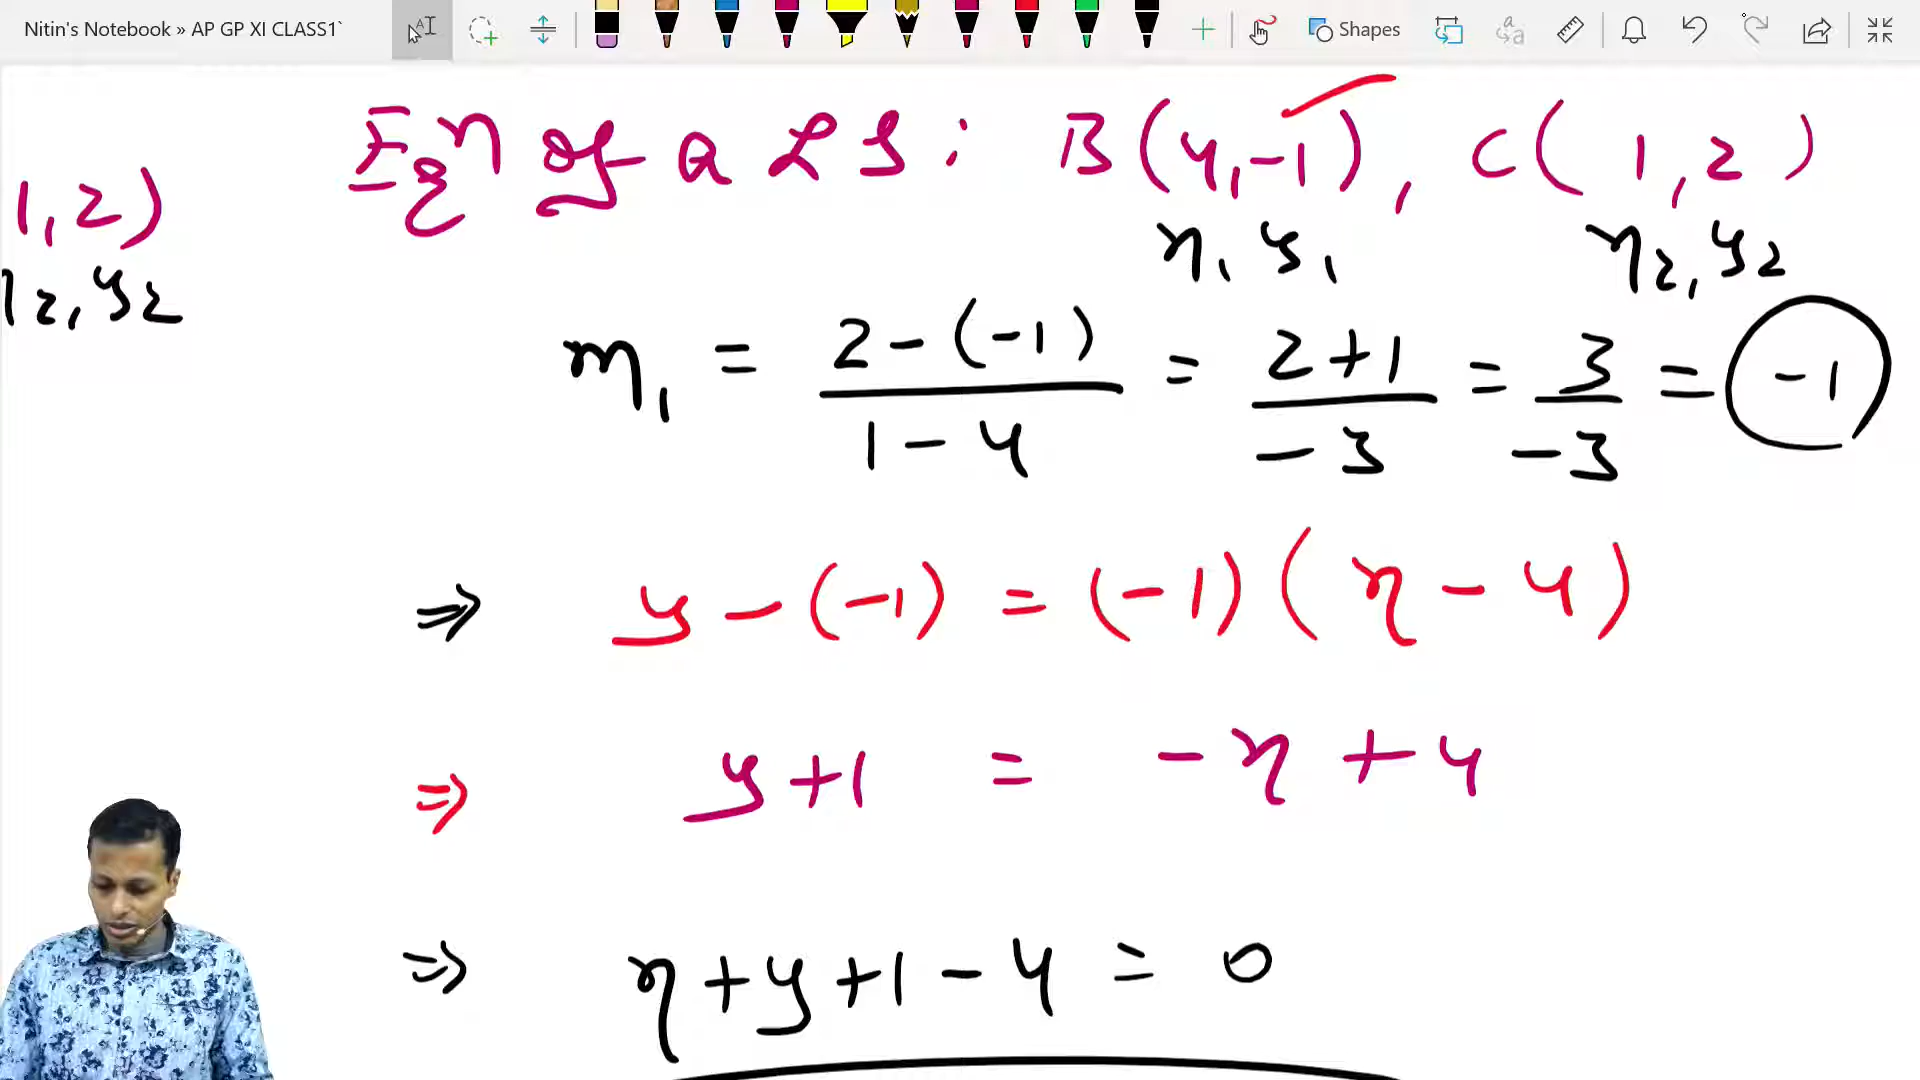 Nitin's Notebook » AP GP XI CLASS1`
Shapes
Eqn of a LS : B(4,-1), C(1,2)
1,2)
x1 y1
x2, y2
x2, y2
m1 = 2-(-1) / 1-4 = 2+1 / -3 = 3 / -3 = -1
⇒ y-(-1) = (-1)(x-4)
⇒ y+1 = -x+4
⇒ x+y+1-4 = 0